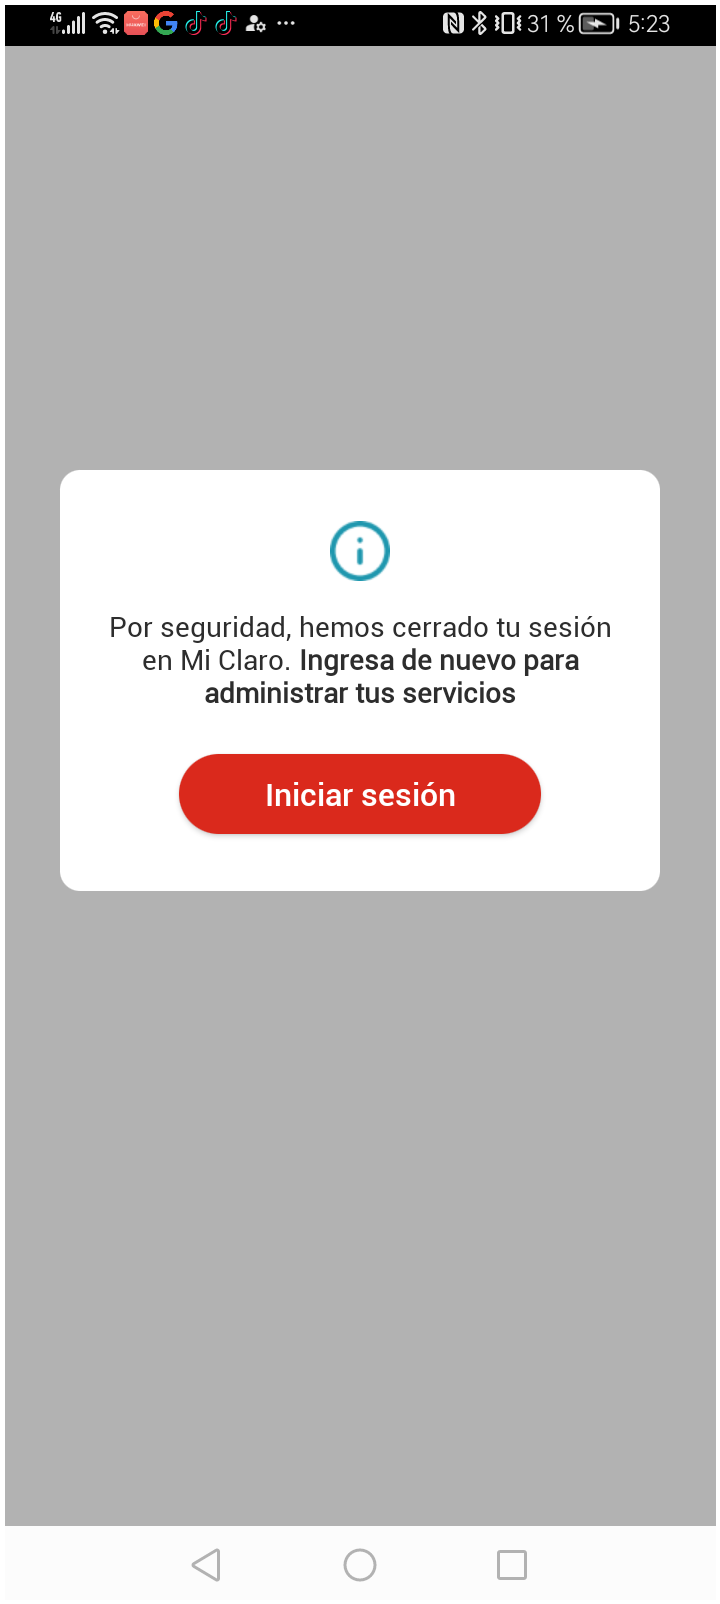 4G 31 % 5:23
Por seguridad, hemos cerrado tu sesión
en Mi Claro. Ingresa de nuevo para
administrar tus servicios
Iniciar sesión